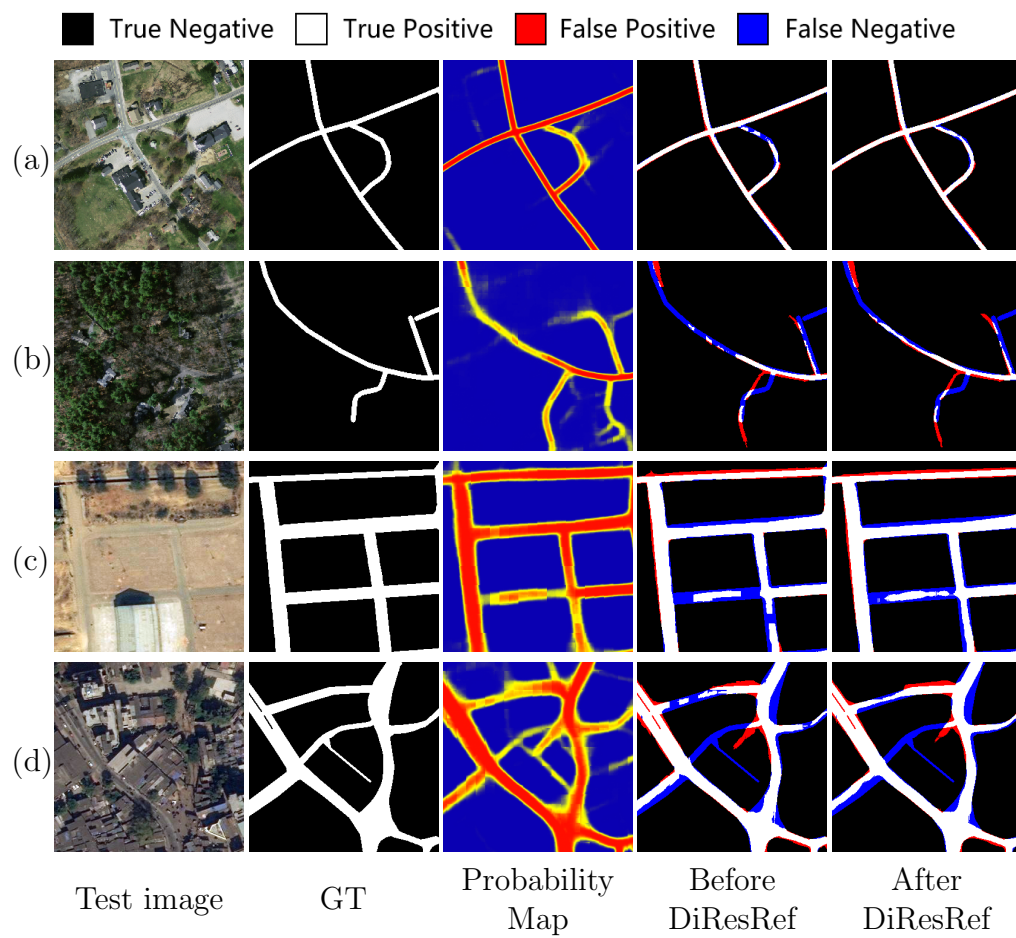 True Negative True Positive False Positive False Negative
(a)
(b)
(c)
(d)
Test image GT Probability Map Before DiResRef After DiResRef